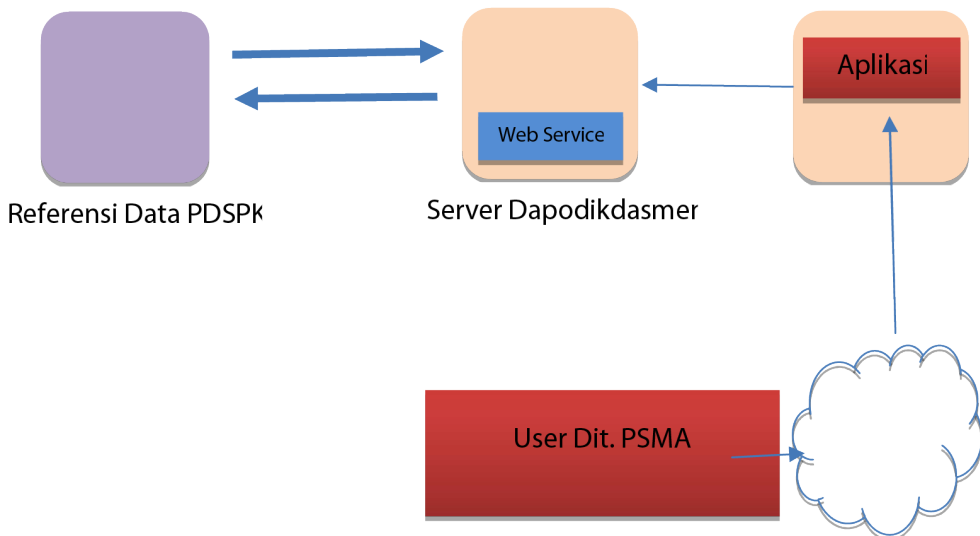 Aplikasi
Web Service
Referensi Data PDSPK
Server Dapodikdasmen
User Dit. PSMA